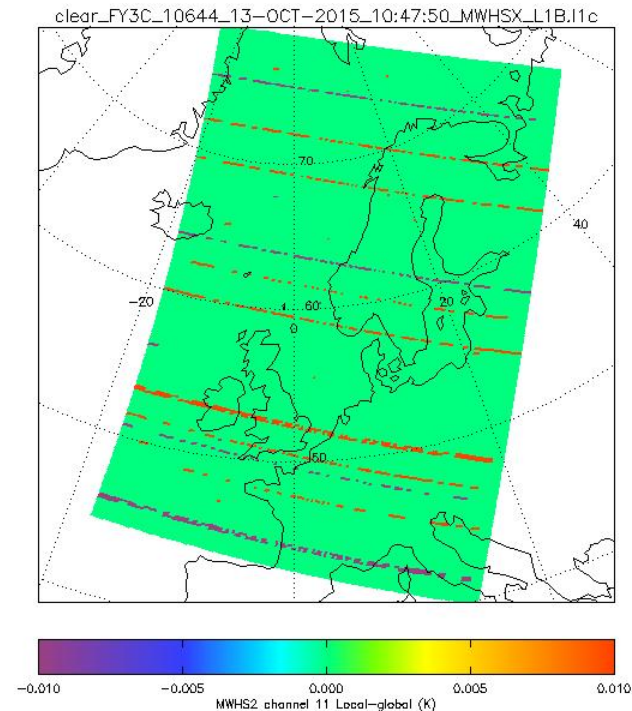 clear_FY3C_10644_13-OCT-2015_10:47:50_MWHSX_L1B.l1c
70
40
-20
60
20
0
50
-0.010 -0.005 0.000 0.005 0.010
MWHS2 channel 11 Local-global (K)